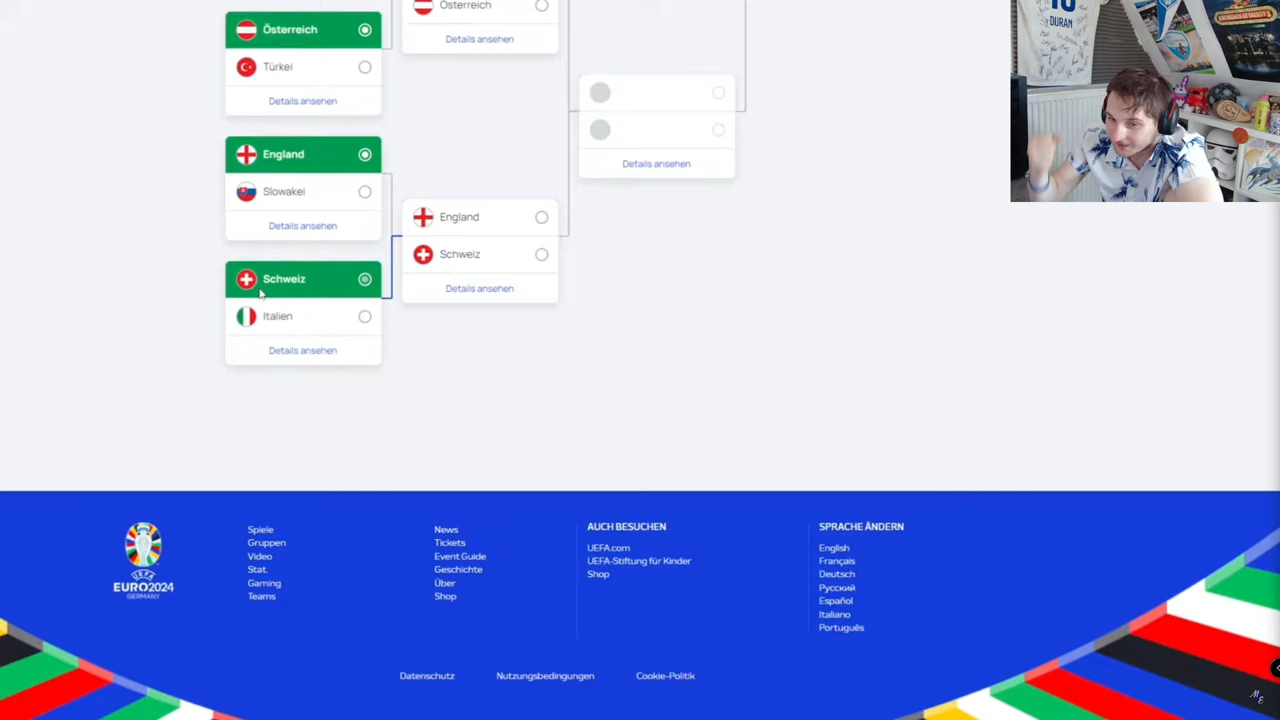 Österreich
Türkei
Details ansehen
England
Slowakei
Details ansehen
Schweiz
Italien
Details ansehen
Österreich
Details ansehen
England
Schweiz
Details ansehen
Details ansehen
10
DURAN
UEFA
EURO2024
GERMANY
Spiele
Gruppen
Video
Stat.
Gaming
Teams
News
Tickets
Event Guide
Geschichte
Über
Shop
AUCH BESUCHEN
UEFA.com
UEFA-Stiftung für Kinder
Shop
SPRACHE ÄNDERN
English
Français
Deutsch
Русский
Español
Italiano
Português
Datenschutz
Nutzungsbedingungen
Cookie-Politik